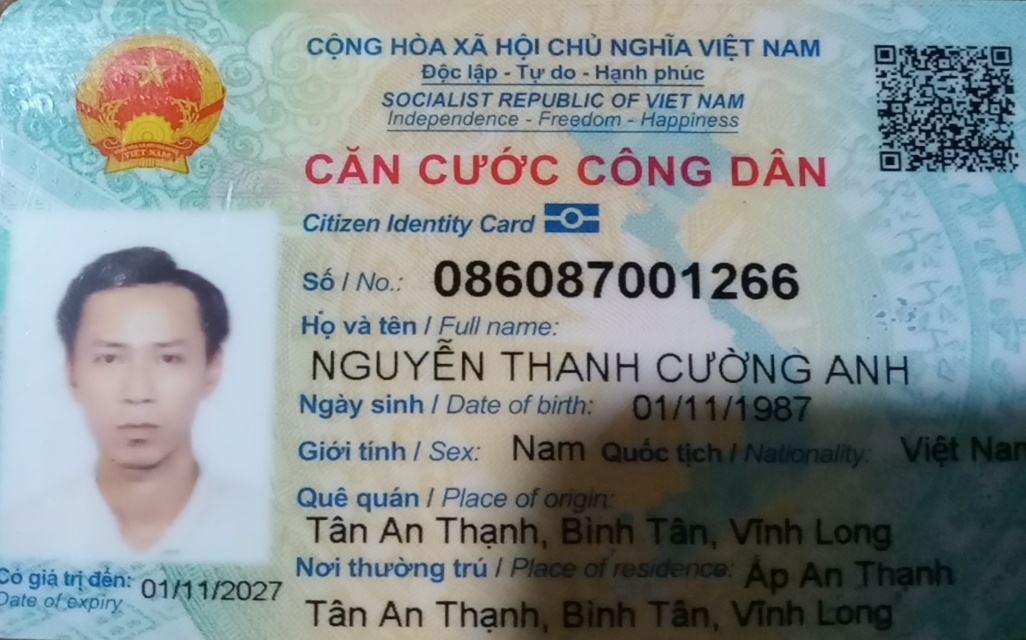 CỘNG HÒA XÃ HỘI CHỦ NGHĨA VIỆT NAM
Độc lập - Tự do - Hạnh phúc
SOCIALIST REPUBLIC OF VIET NAM
Independence - Freedom - Happiness
CĂN CƯỚC CÔNG DÂN
Citizen Identity Card
VIỆT NAM
Số / No.: 086087001266
Họ và tên / Full name:
NGUYỄN THANH CƯỜNG ANH
Ngày sinh / Date of birth: 01/11/1987
Giới tính / Sex: Nam Quốc tịch / Nationality: Việt Nam
Quê quán / Place of origin:
Tân An Thạnh, Bình Tân, Vĩnh Long
Nơi thường trú / Place of residence: Ấp An Thạnh
Tân An Thạnh, Bình Tân, Vĩnh Long
Có giá trị đến: 01/11/2027
Date of expiry